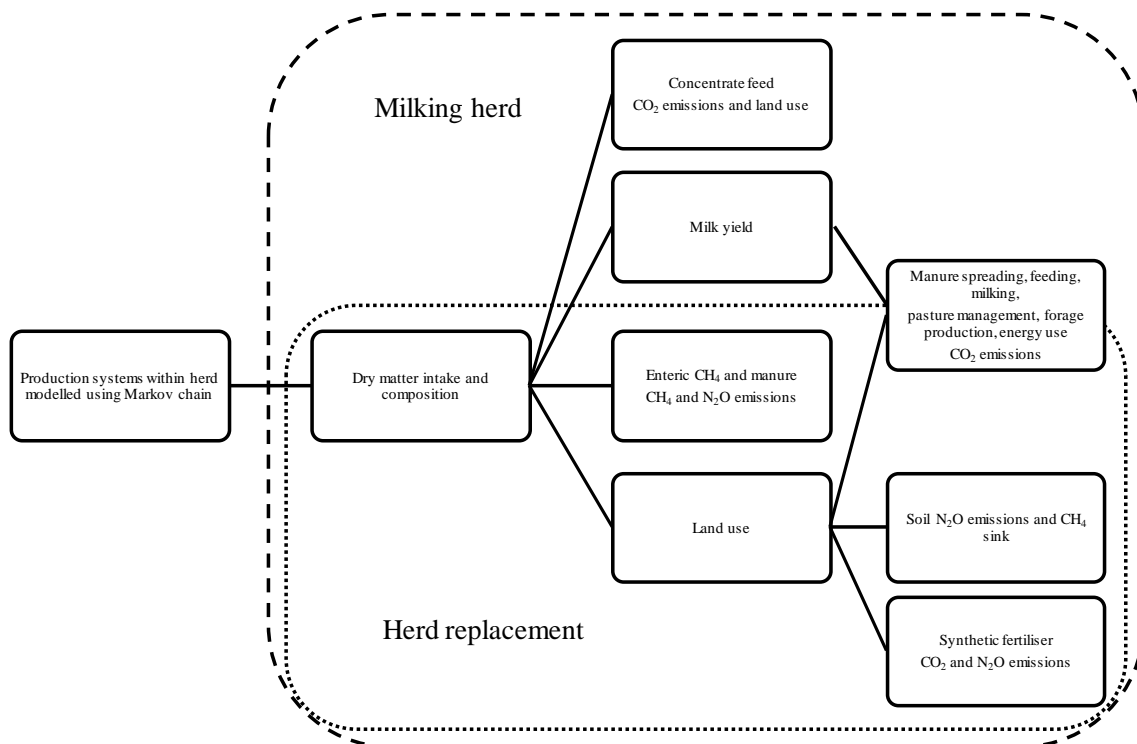 Concentrate feed
CO₂ emissions and land use
Milking herd
Milk yield
Manure spreading, feeding,
milking,
pasture management, forage
production, energy use
CO₂ emissions
Production systems within herd
modelled using Markov chain
Dry matter intake and
composition
Enteric CH₄ and manure
CH₄ and N₂O emissions
Land use
Soil N₂O emissions and CH₄
sink
Herd replacement
Synthetic fertiliser
CO₂ and N₂O emissions